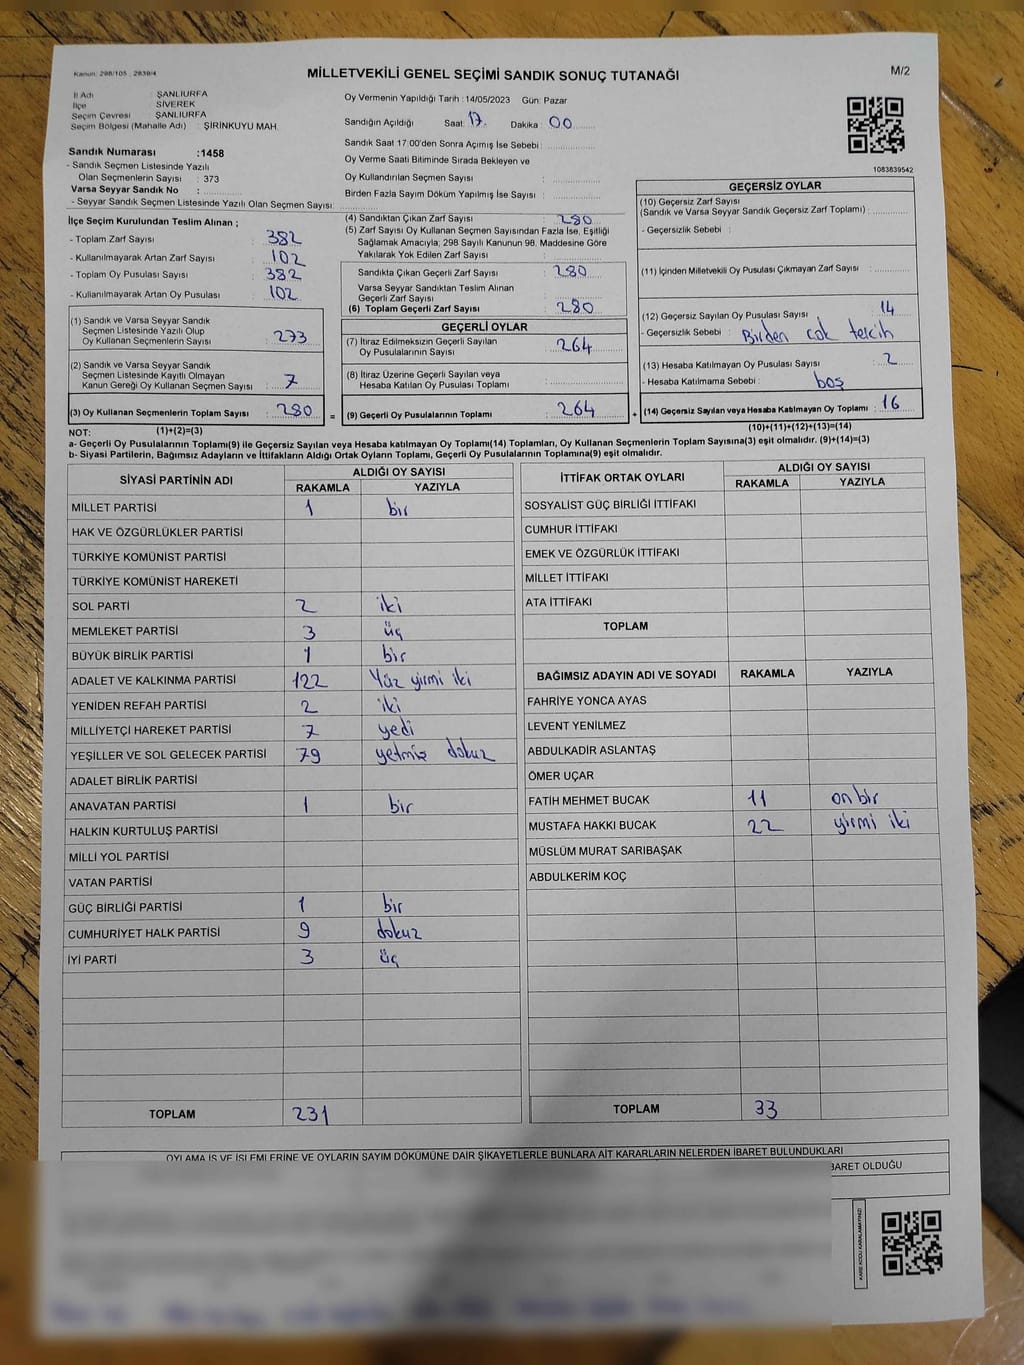 Kanun: 298/105 , 2839/4
MİLLETVEKİLİ GENEL SEÇİMİ SANDIK SONUÇ TUTANAĞI
M/2
İl Adı : ŞANLIURFA
İlçe : SİVEREK
Seçim Çevresi : ŞANLIURFA
Seçim Bölgesi (Mahalle Adı) : ŞİRİNKUYU MAH.
Sandık Numarası :1458
- Sandık Seçmen Listesinde Yazılı
Olan Seçmenlerin Sayısı : 373
Varsa Seyyar Sandık No :
- Seyyar Sandık Seçmen Listesinde Yazılı Olan Seçmen Sayısı:
Oy Vermenin Yapıldığı Tarih : 14/05/2023 Gün: Pazar
Sandığın Açıldığı Saat: 17 Dakika : 00
Sandık Saat 17:00'den Sonra Açımış İse Sebebi :
Oy Verme Saati Bitiminde Sırada Bekleyen ve
Oy Kullandırılan Seçmen Sayısı :
Birden Fazla Sayım Döküm Yapılmış İse Sayısı :
1083839542
İlçe Seçim Kurulundan Teslim Alınan ;
- Toplam Zarf Sayısı : 382
- Kullanılmayarak Artan Zarf Sayısı : 102
- Toplam Oy Pusulası Sayısı : 382
- Kullanılmayarak Artan Oy Pusulası : 102
(1) Sandık ve Varsa Seyyar Sandık
Seçmen Listesinde Yazılı Olup
Oy Kullanan Seçmenlerin Sayısı : 273
(2) Sandık ve Varsa Seyyar Sandık
Seçmen Listesinde Kayıtlı Olmayan
Kanun Gereği Oy Kullanan Seçmen Sayısı : 7
(3) Oy Kullanan Seçmenlerin Toplam Sayısı : 280
(1)+(2)=(3)
(4) Sandıktan Çıkan Zarf Sayısı : 280
(5) Zarf Sayısı Oy Kullanan Seçmen Sayısından Fazla İse, Eşitliği
Sağlamak Amacıyla; 298 Sayılı Kanunun 98. Maddesine Göre
Yakılarak Yok Edilen Zarf Sayısı :
Sandıkta Çıkan Geçerli Zarf Sayısı : 280
Varsa Seyyar Sandıktan Teslim Alınan
Geçerli Zarf Sayısı :
(6) Toplam Geçerli Zarf Sayısı : 280
GEÇERLİ OYLAR
(7) İtiraz Edilmeksizin Geçerli Sayılan
Oy Pusulalarının Sayısı : 264
(8) İtiraz Üzerine Geçerli Sayılan veya
Hesaba Katılan Oy Pusulası Toplamı :
= (9) Geçerli Oy Pusulalarının Toplamı : 264
GEÇERSİZ OYLAR
(10) Geçersiz Zarf Sayısı
(Sandık ve Varsa Seyyar Sandık Geçersiz Zarf Toplamı) :
- Geçersizlik Sebebi :
(11) İçinden Milletvekili Oy Pusulası Çıkmayan Zarf Sayısı :
(12) Geçersiz Sayılan Oy Pusulası Sayısı : 14
- Geçersizlik Sebebi : Birden çok tercih
(13) Hesaba Katılmayan Oy Pusulası Sayısı : 2
- Hesaba Katılmama Sebebi : boş
+ (14) Geçersiz Sayılan veya Hesaba Katılmayan Oy Toplamı : 16
(10)+(11)+(12)+(13)=(14)
NOT:
a- Geçerli Oy Pusulalarının Toplamı(9) ile Geçersiz Sayılan veya Hesaba katılmayan Oy Toplamı(14) Toplamları, Oy Kullanan Seçmenlerin Toplam Sayısına(3) eşit olmalıdır. (9)+(14)=(3)
b- Siyasi Partilerin, Bağımsız Adayların ve İttifakların Aldığı Ortak Oyların Toplamı, Geçerli Oy Pusulalarının Toplamına(9) eşit olmalıdır.
SİYASİ PARTİNİN ADI ALDIĞI OY SAYISI
RAKAMLA YAZIYLA
MİLLET PARTİSİ 1 bir
HAK VE ÖZGÜRLÜKLER PARTİSİ
TÜRKİYE KOMÜNİST PARTİSİ
TÜRKİYE KOMÜNİST HAREKETİ
SOL PARTİ 2 iki
MEMLEKET PARTİSİ 3 üç
BÜYÜK BİRLİK PARTİSİ 1 bir
ADALET VE KALKINMA PARTİSİ 122 Yüz yirmi iki
YENİDEN REFAH PARTİSİ 2 iki
MİLLİYETÇİ HAREKET PARTİSİ 7 yedi
YEŞİLLER VE SOL GELECEK PARTİSİ 79 yetmiş dokuz
ADALET BİRLİK PARTİSİ
ANAVATAN PARTİSİ 1 bir
HALKIN KURTULUŞ PARTİSİ
MİLLİ YOL PARTİSİ
VATAN PARTİSİ
GÜÇ BİRLİĞİ PARTİSİ 1 bir
CUMHURİYET HALK PARTİSİ 9 dokuz
İYİ PARTİ 3 üç
TOPLAM 231
İTTİFAK ORTAK OYLARI ALDIĞI OY SAYISI
RAKAMLA YAZIYLA
SOSYALİST GÜÇ BİRLİĞİ İTTİFAKI
CUMHUR İTTİFAKI
EMEK VE ÖZGÜRLÜK İTTİFAKI
MİLLET İTTİFAKI
ATA İTTİFAKI
TOPLAM
BAĞIMSIZ ADAYIN ADI VE SOYADI RAKAMLA YAZIYLA
FAHRİYE YONCA AYAS
LEVENT YENİLMEZ
ABDULKADİR ASLANTAŞ
ÖMER UÇAR
FATİH MEHMET BUCAK 11 on bir
MUSTAFA HAKKI BUCAK 22 yirmi iki
MÜSLÜM MURAT SARIBAŞAK
ABDULKERİM KOÇ
TOPLAM 33
OYLAMA İŞ VE İŞLEMLERİNE VE OYLARIN SAYIM DÖKÜMÜNE DAİR ŞİKAYETLERLE BUNLARA AİT KARARLARIN NELERDEN İBARET BULUNDUKLARI
BARET OLDUĞU
KARE KODU KARALAMAYINIZ!